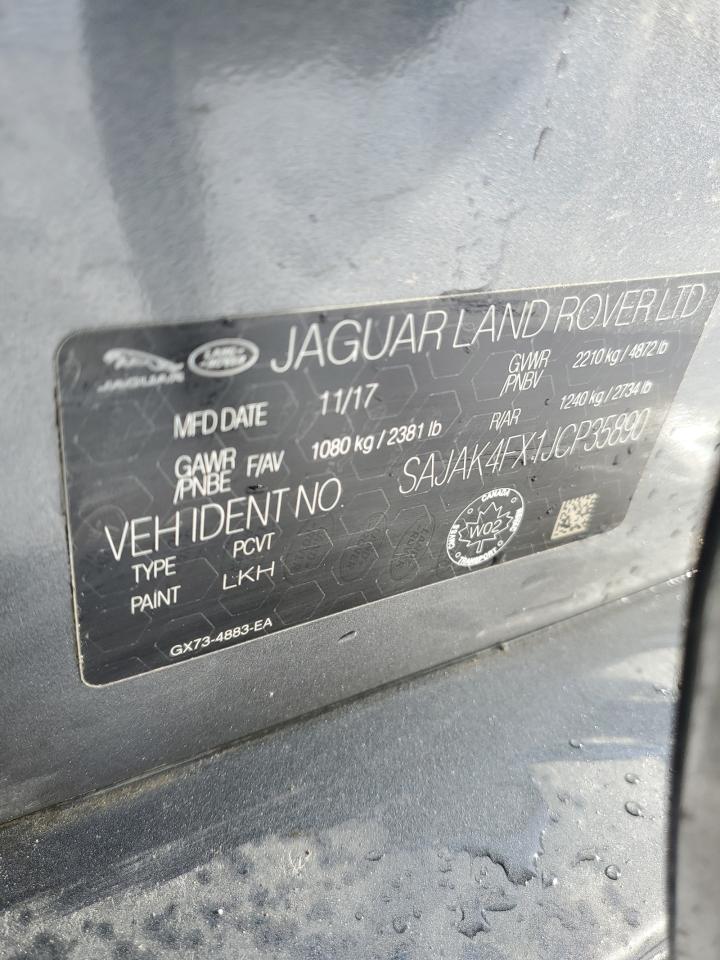 JAGUAR LAND ROVER JAGUAR LAND ROVER LTD
MFD DATE 11/17 GVWR /PNBV 2210 kg / 4872 lb
GAWR /PNBE F/AV 1080 kg / 2381 lb R/AR 1240 kg / 2734 lb
VEH IDENT NO SAJAK4FX1JCP35890
TYPE PCVT
PAINT LKH
CANADA W02 TRANSPORT
GX73-4883-EA